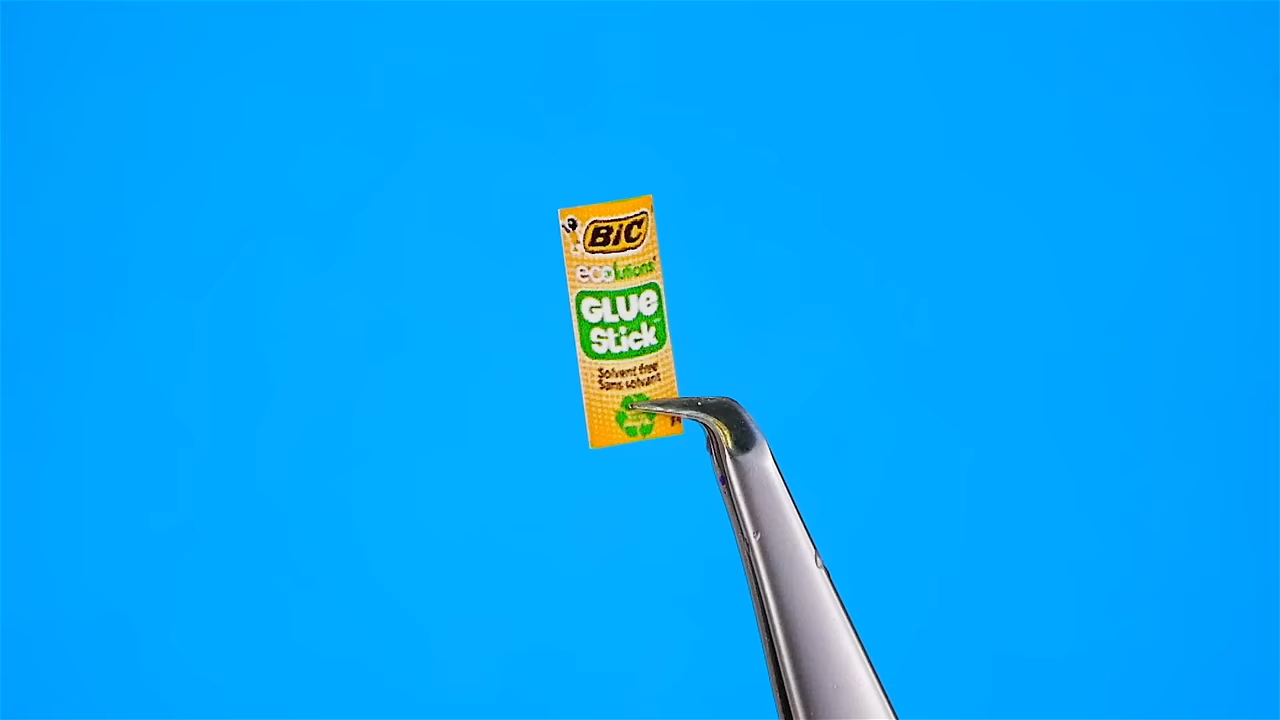 BIC
ecolutions
GLUE
Stick
Solvent free
Sans solvant